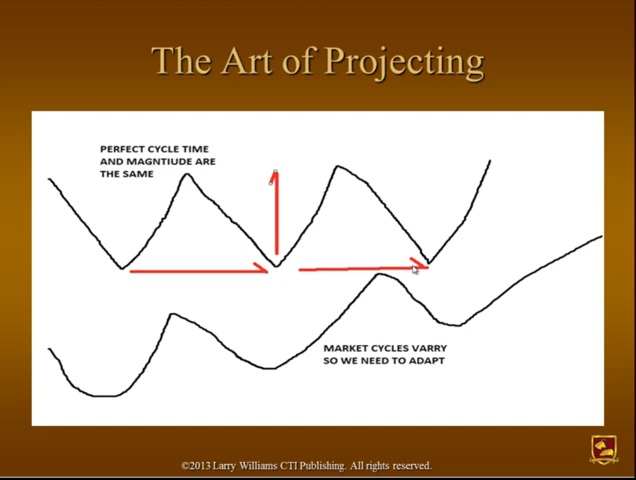 The Art of Projecting
PERFECT CYCLE TIME
AND MAGNTIUDE ARE
THE SAME
MARKET CYCLES VARRY
SO WE NEED TO ADAPT
©2013 Larry Williams CTI Publishing. All rights reserved.